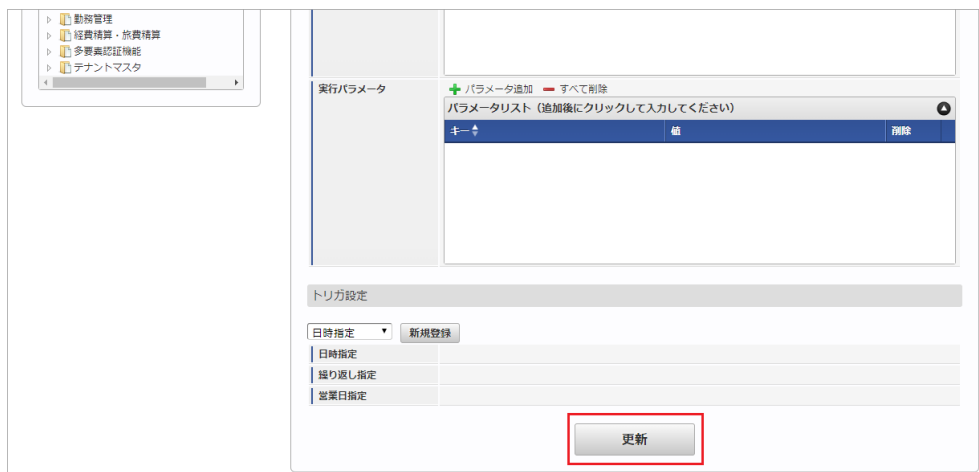 勤務管理
経費精算・旅費精算
多要素認証機能
テナントマスタ
実行パラメータ
パラメータ追加 すべて削除
パラメータリスト（追加後にクリックして入力してください）
キー 値 削除
トリガ設定
日時指定 新規登録
日時指定
繰り返し指定
営業日指定
更新